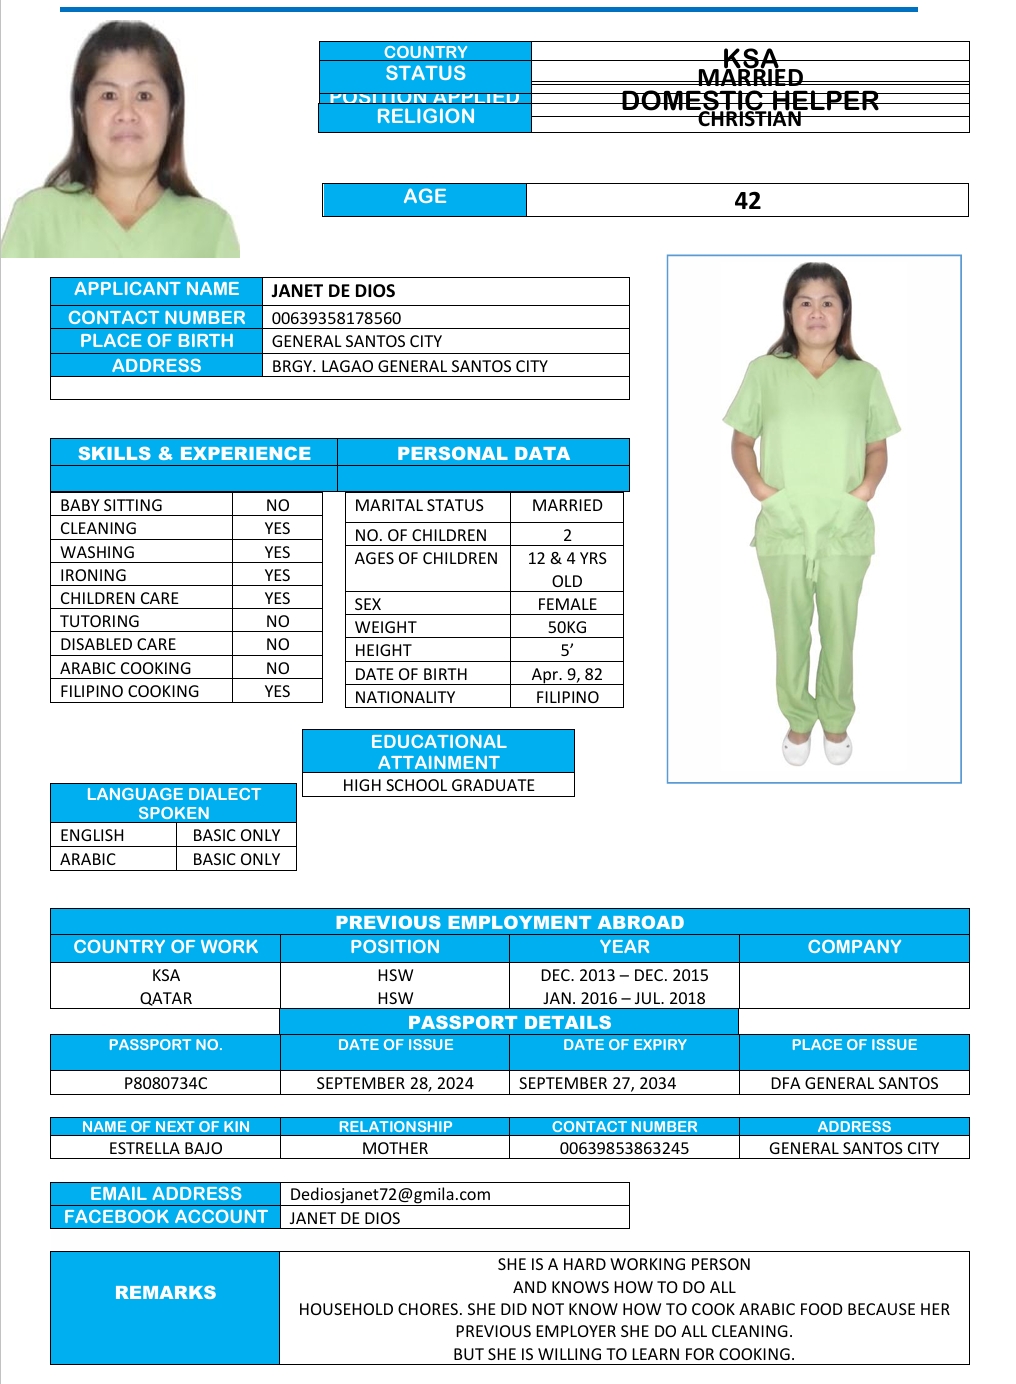 COUNTRY KSA
STATUS MARRIED
POSITION APPLIED DOMESTIC HELPER
RELIGION CHRISTIAN
AGE 42
APPLICANT NAME JANET DE DIOS
CONTACT NUMBER 00639358178560
PLACE OF BIRTH GENERAL SANTOS CITY
ADDRESS BRGY. LAGAO GENERAL SANTOS CITY
SKILLS & EXPERIENCE PERSONAL DATA
BABY SITTING NO
CLEANING YES
WASHING YES
IRONING YES
CHILDREN CARE YES
TUTORING NO
DISABLED CARE NO
ARABIC COOKING NO
FILIPINO COOKING YES
MARITAL STATUS MARRIED
NO. OF CHILDREN 2
AGES OF CHILDREN 12 & 4 YRS
OLD
SEX FEMALE
WEIGHT 50KG
HEIGHT 5’
DATE OF BIRTH Apr. 9, 82
NATIONALITY FILIPINO
EDUCATIONAL
ATTAINMENT
HIGH SCHOOL GRADUATE
LANGUAGE DIALECT
SPOKEN
ENGLISH BASIC ONLY
ARABIC BASIC ONLY
PREVIOUS EMPLOYMENT ABROAD
COUNTRY OF WORK POSITION YEAR COMPANY
KSA HSW DEC. 2013 – DEC. 2015
QATAR HSW JAN. 2016 – JUL. 2018
PASSPORT DETAILS
PASSPORT NO. DATE OF ISSUE DATE OF EXPIRY PLACE OF ISSUE
P8080734C SEPTEMBER 28, 2024 SEPTEMBER 27, 2034 DFA GENERAL SANTOS
NAME OF NEXT OF KIN RELATIONSHIP CONTACT NUMBER ADDRESS
ESTRELLA BAJO MOTHER 00639853863245 GENERAL SANTOS CITY
EMAIL ADDRESS Dediosjanet72@gmila.com
FACEBOOK ACCOUNT JANET DE DIOS
REMARKS
SHE IS A HARD WORKING PERSON
AND KNOWS HOW TO DO ALL
HOUSEHOLD CHORES. SHE DID NOT KNOW HOW TO COOK ARABIC FOOD BECAUSE HER
PREVIOUS EMPLOYER SHE DO ALL CLEANING.
BUT SHE IS WILLING TO LEARN FOR COOKING.